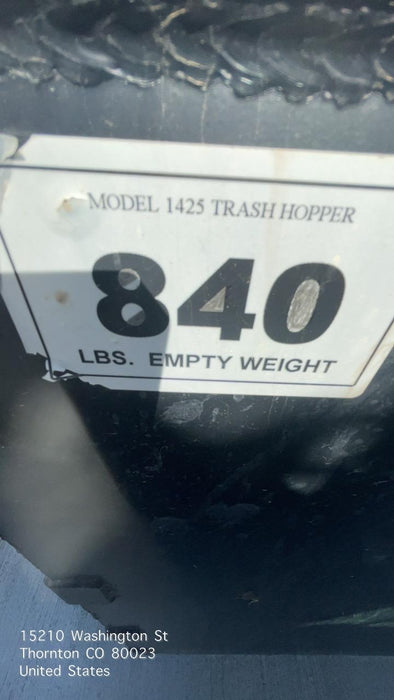 MODEL 1425 TRASH HOPPER
840
LBS. EMPTY WEIGHT
15210 Washington St
Thornton CO 80023
United States